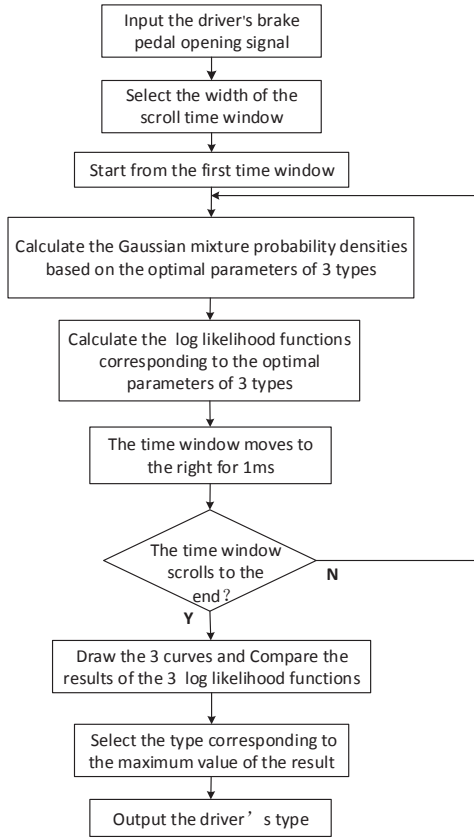 Input the driver's brake
pedal opening signal
Select the width of the
scroll time window
Start from the first time window
Calculate the Gaussian mixture probability densities
based on the optimal parameters of 3 types
Calculate the  log likelihood functions
corresponding to the optimal
parameters of 3 types
The time window moves to
the right for 1ms
The time window
scrolls to the
end？
N
Y
Draw the 3 curves and Compare the
results of the 3  log likelihood functions
Select the type corresponding to
the maximum value of the result
Output the driver’s type